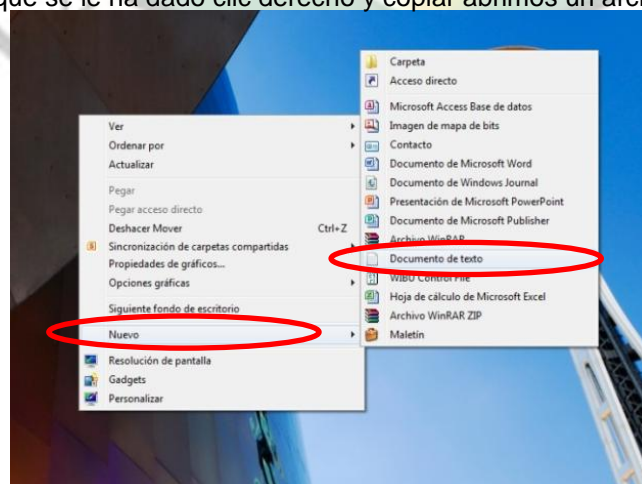 que se le ha dado clic derecho y copiar abrimos un
Ver
Ordenar por
Actualizar
Pegar
Pegar acceso directo
Deshacer Mover Ctrl+Z
Sincronización de carpetas compartidas
Propiedades de gráficos...
Opciones gráficas
Siguiente fondo de escritorio
Nuevo
Resolución de pantalla
Gadgets
Personalizar
Carpeta
Acceso directo
Microsoft Access Base de datos
Imagen de mapa de bits
Contacto
Documento de Microsoft Word
Documento de Windows Journal
Presentación de Microsoft PowerPoint
Documento de Microsoft Publisher
Archivo WinRAR
Documento de texto
WIBU Control File
Hoja de cálculo de Microsoft Excel
Archivo WinRAR ZIP
Maletín